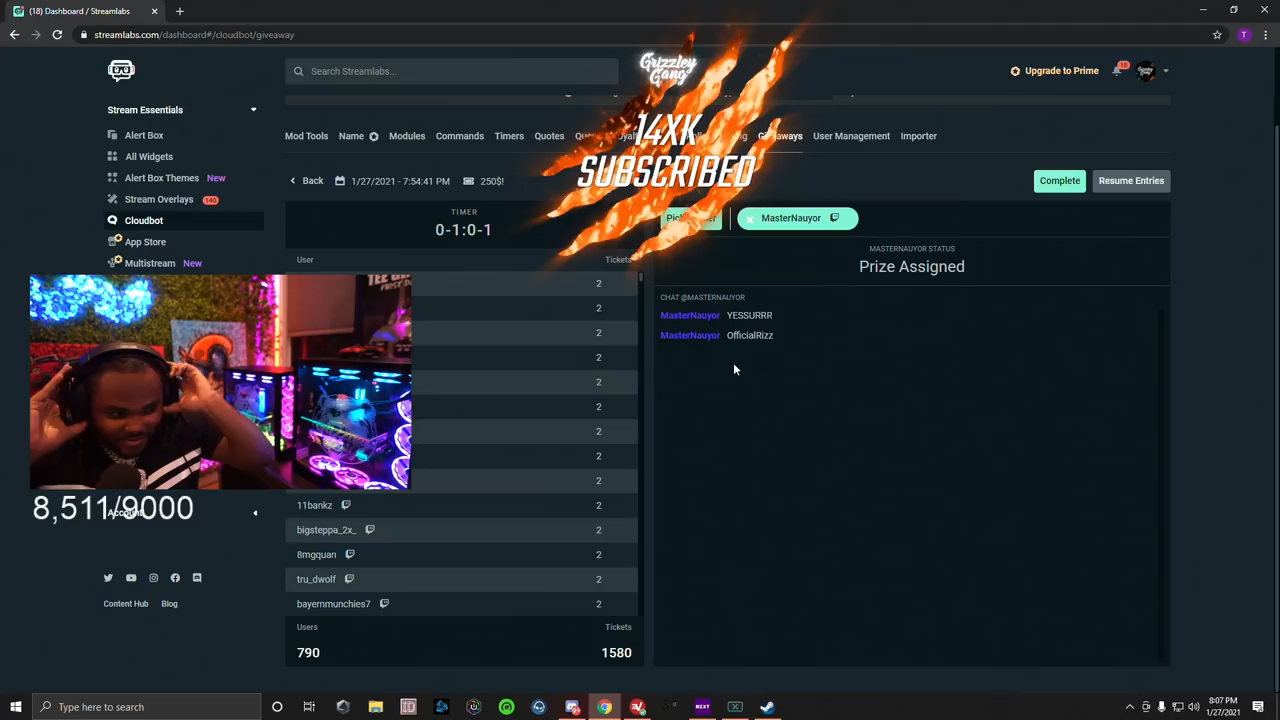 (18) Dashboard / Streamlabs
streamlabs.com/dashboard#/cloudbot/giveaway
T
Search Streamlabs...
Grizzley
Gang
Upgrade to Prime
18
Stream Essentials
Mod Tools Name Modules Commands Timers Quotes Giveaways User Management Importer
14XK
SUBSCRIBED
Alert Box
All Widgets
Alert Box Themes New
Stream Overlays 140
Cloudbot
App Store
Multistream New
Back 1/27/2021 - 7:54:41 PM 250$!
Complete Resume Entries
TIMER
0-1:0-1
MasterNauyor
User Tickets
MASTERNAUYOR STATUS
Prize Assigned
CHAT @MASTERNAUYOR
MasterNauyor YESSURRR
MasterNauyor OfficialRizz
2
2
2
2
2
2
2
2
2
11bankz 2
bigsteppa_2x_ 2
8mgquan 2
tru_dwolf 2
bayernmunchies7 2
Users Tickets
790 1580
8,511/9000
Account
Content Hub Blog
Type here to search
N2XT
8:07 PM
1/27/2021